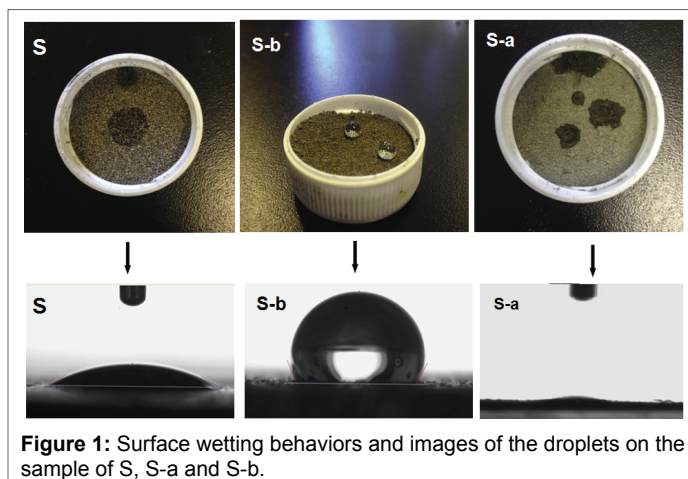 S
S-b
S-a
S
S-b
S-a
Figure 1: Surface wetting behaviors and images of the droplets on the
sample of S, S-a and S-b.